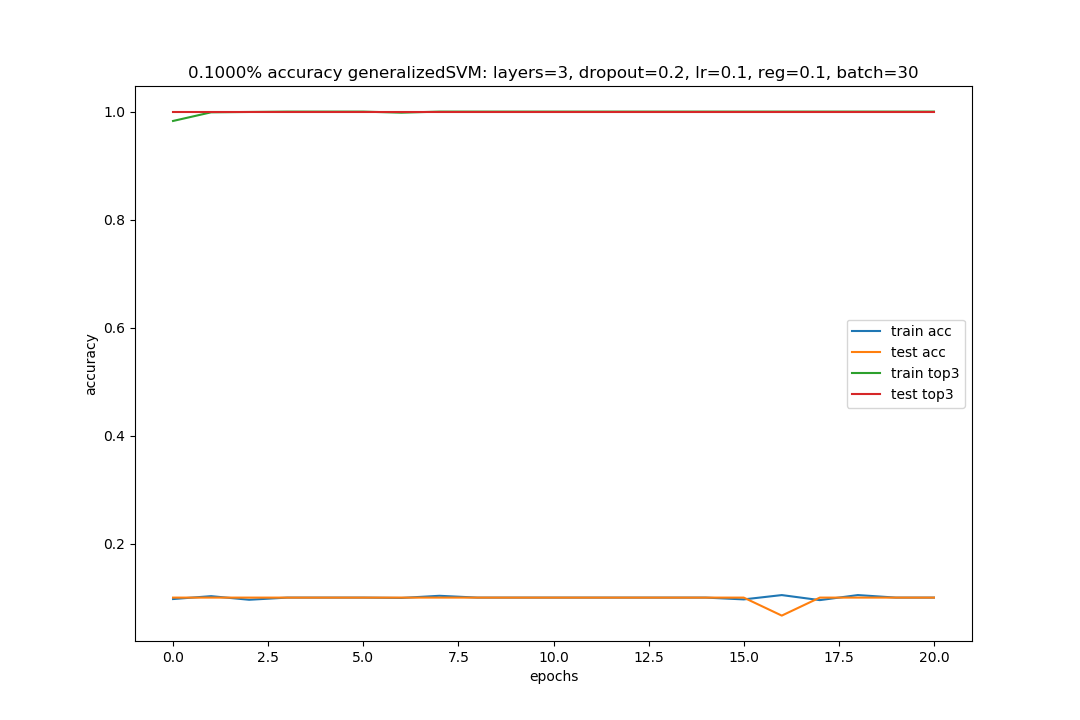 0.1000% accuracy generalizedSVM: layers=3, dropout=0.2, lr=0.1, reg=0.1, batch=30
1.0
0.8
0.6
0.4
0.2
accuracy
train acc
test acc
train top3
test top3
0.0 2.5 5.0 7.5 10.0 12.5 15.0 17.5 20.0
epochs